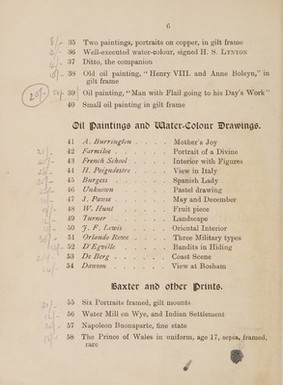 6
35 Two paintings, portraits on copper, in gilt frame
36 Well-executed water-colour, signed H. S. LYNTON
37 Ditto, the companion
38 Old oil painting, "Henry VIII. and Anne Boleyn," in
gilt frame
39 Oil painting, "Man with Flail going to his Day's Work"
40 Small oil painting in gilt frame
Oil Paintings and Water-Colour Drawings.
41 A. Burrington . . . . . Mother's Joy
42 Farmiloe . . . . . Portrait of a Divine
43 French School . . . . . Interior with Figures
44 H. Poignestre . . . . . View in Italy
45 Burgess . . . . . Spanish Lady
46 Unknown . . . . . Pastel drawing
47 J. Pawse . . . . . May and December
48 W. Hunt . . . . . Fruit piece
49 Turner . . . . . Landscape
50 J. F. Lewis . . . . . Oriental Interior
51 Orlando Rowe . . . . . Three Military types
52 D'Egville . . . . . Bandits in Hiding
53 De Berg . . . . . Coast Scene
54 Dawson . . . . . View at Bosham
Baxter and other Prints.
55 Six Portraits framed, gilt mounts
56 Water Mill on Wye, and Indian Settlement
57 Napoleon Buonaparte, fine state
58 The Prince of Wales in uniform, age 17, sepia, framed,
rare